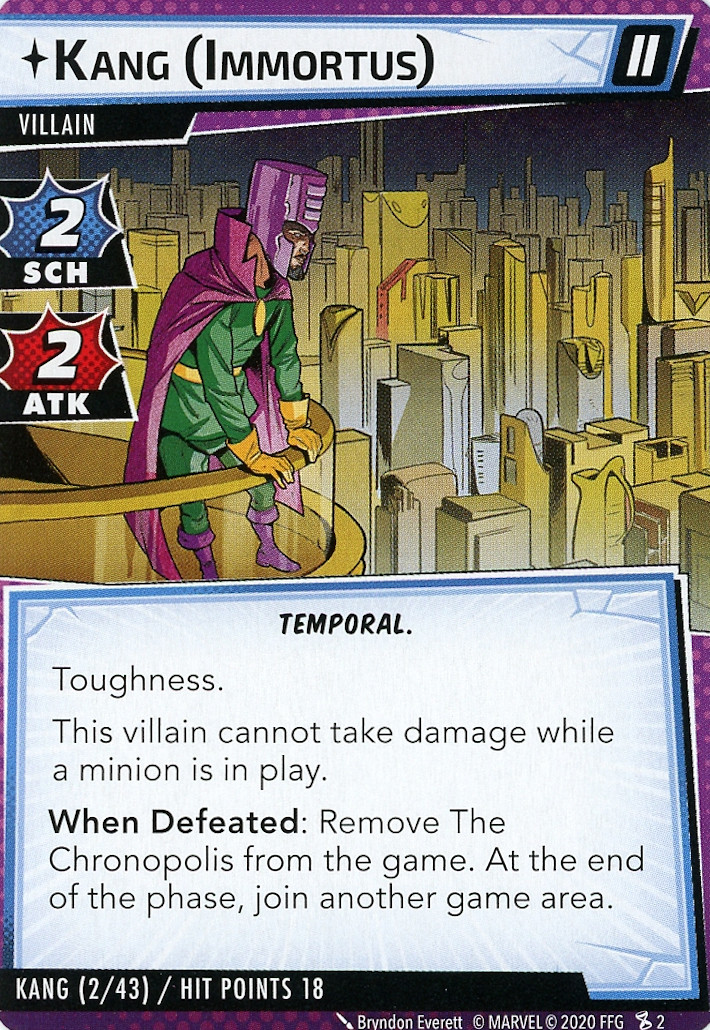 Kang (Immortus)
II
VILLAIN
2
SCH
2
ATK
TEMPORAL.
Toughness.
This villain cannot take damage while
a minion is in play.
When Defeated: Remove The
Chronopolis from the game. At the end
of the phase, join another game area.
KANG (2/43) / HIT POINTS 18
Bryndon Everett © MARVEL © 2020 FFG 2